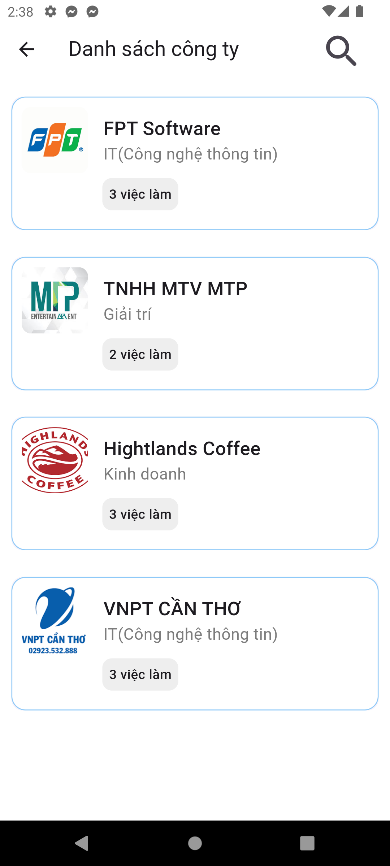 2:38
Danh sách công ty
FPT
FPT Software
IT(Công nghệ thông tin)
3 việc làm
MTP
ENTERTAINMENT
TNHH MTV MTP
Giải trí
2 việc làm
HIGHLANDS
COFFEE
Hightlands Coffee
Kinh doanh
3 việc làm
VNPT CẦN THƠ
02923.532.888
VNPT CẦN THƠ
IT(Công nghệ thông tin)
3 việc làm